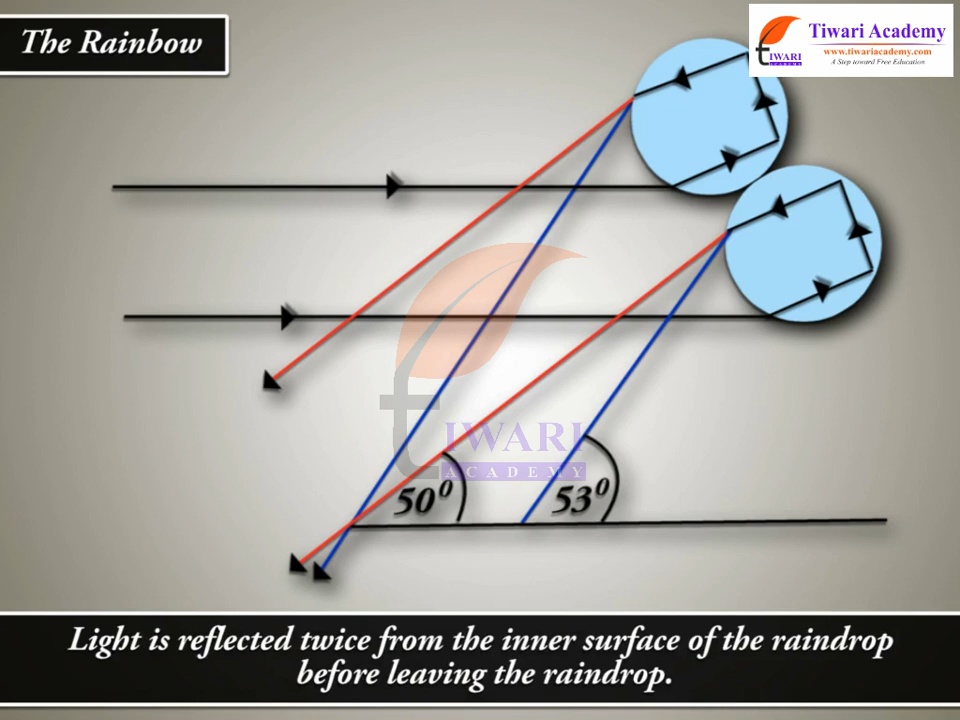 The Rainbow
Tiwari Academy
www.tiwariacademy.com
A Step toward Free Education
tIWARI
ACADEMY
tIWARI
ACADEMY
50⁰
53⁰
Light is reflected twice from the inner surface of the raindrop
before leaving the raindrop.